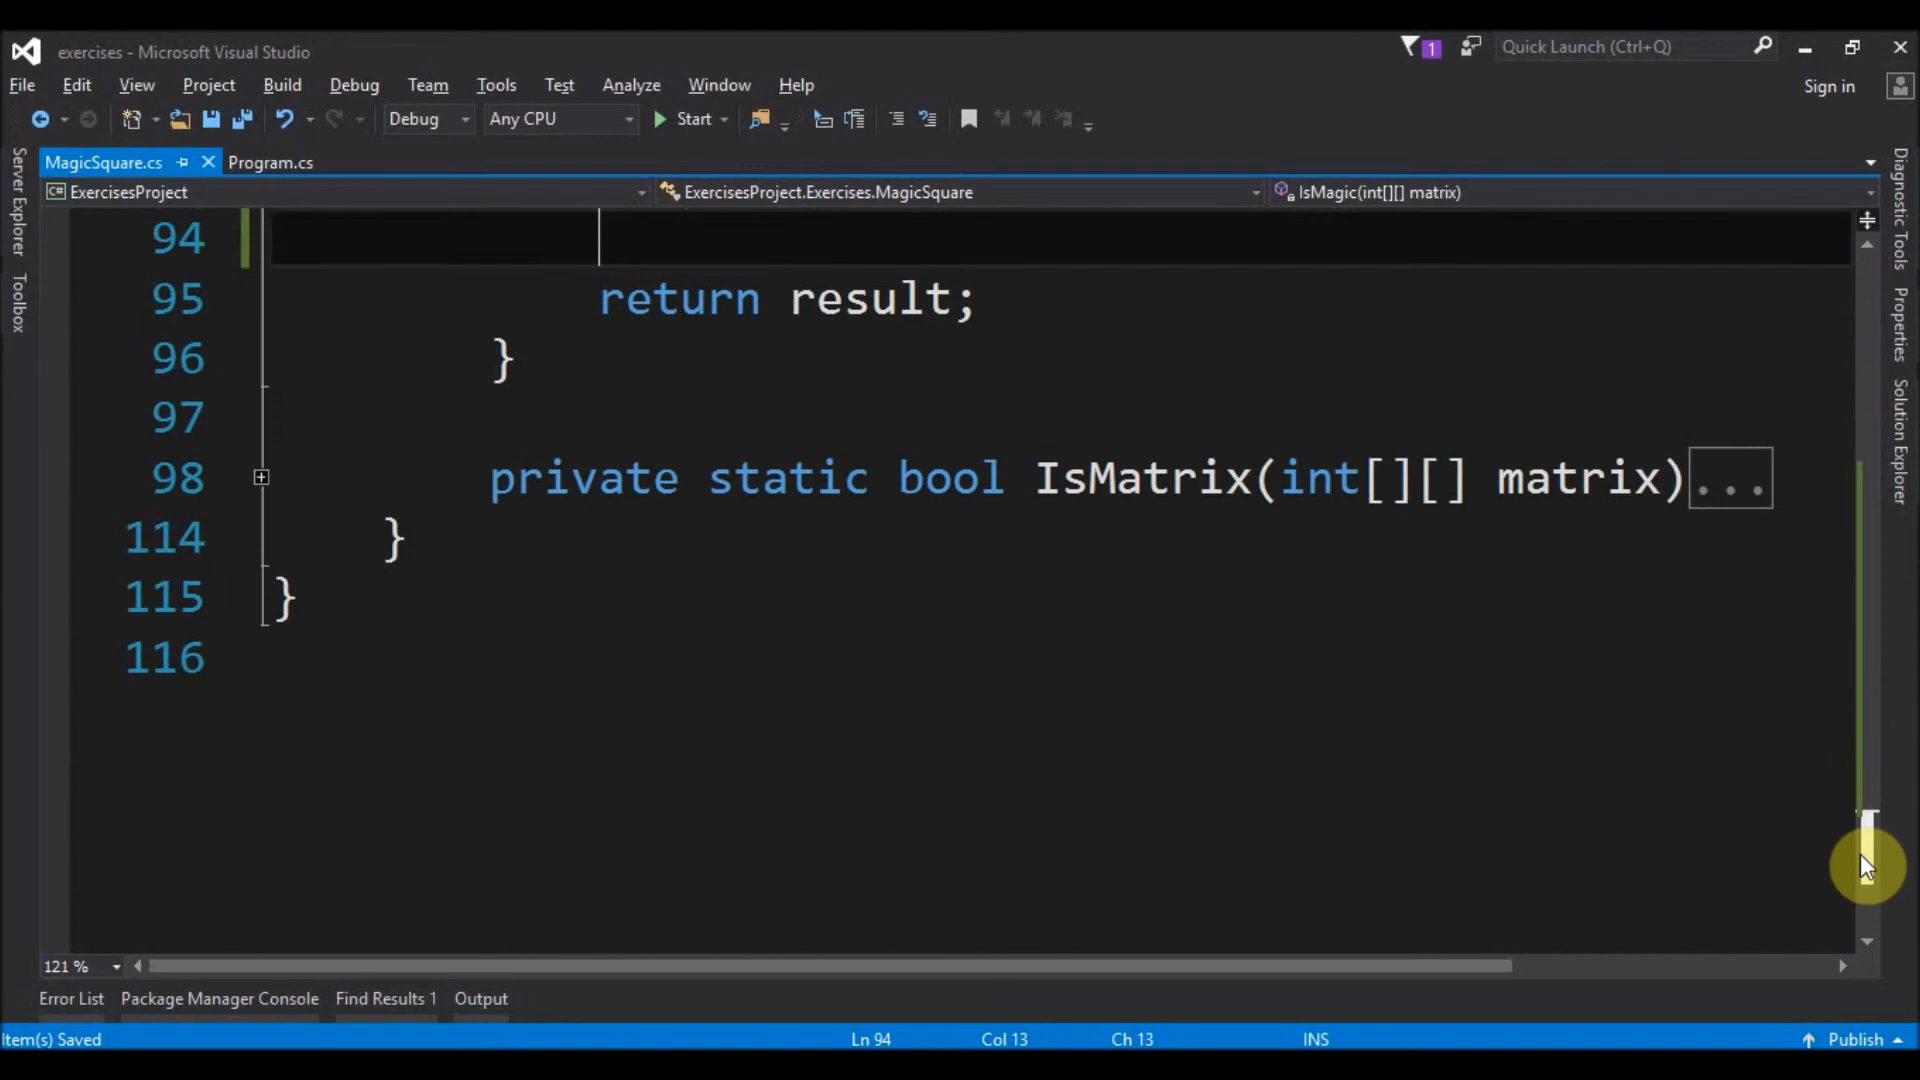 exercises - Microsoft Visual Studio
1
Quick Launch (Ctrl+Q)
File Edit View Project Build Debug Team Tools Test Analyze Window Help
Sign in
Debug Any CPU Start
MagicSquare.cs Program.cs
C# ExercisesProject ExercisesProject.Exercises.MagicSquare IsMagic(int[][] matrix)
Server Explorer
Toolbox
94
95 return result;
96 }
97
98 private static bool IsMatrix(int[][] matrix)...
114 }
115 }
116
Diagnostic Tools
Properties
Solution Explorer
121 %
Error List Package Manager Console Find Results 1 Output
Item(s) Saved Ln 94 Col 13 Ch 13 INS Publish